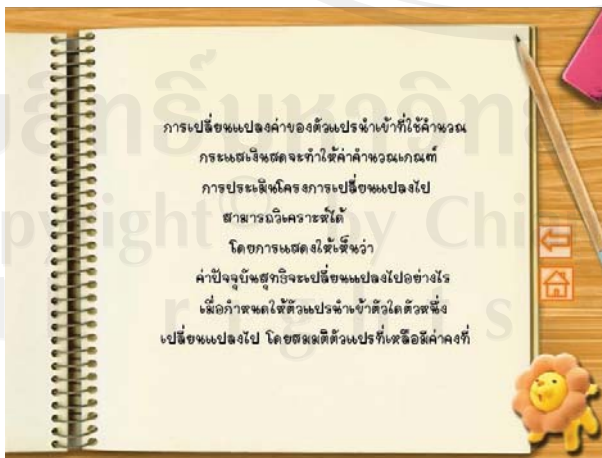 การเปลี่ยนแปลงค่าของตัวแปรนำเข้าที่ใช้คำนวณ
กระแสเงินสดจะทำให้ค่าคำนวณเกณฑ์
การประเมินโครงการเปลี่ยนแปลงไป
สามารถวิเคราะห์ได้
โดยการแสดงให้เห็นว่า
ค่าปัจจุบันสุทธิจะเปลี่ยนแปลงไปอย่างไร
เมื่อกำหนดให้ตัวแปรนำเข้าตัวใดตัวหนึ่ง
เปลี่ยนแปลงไป โดยสมมติตัวแปรที่เหลือมีค่าคงที่